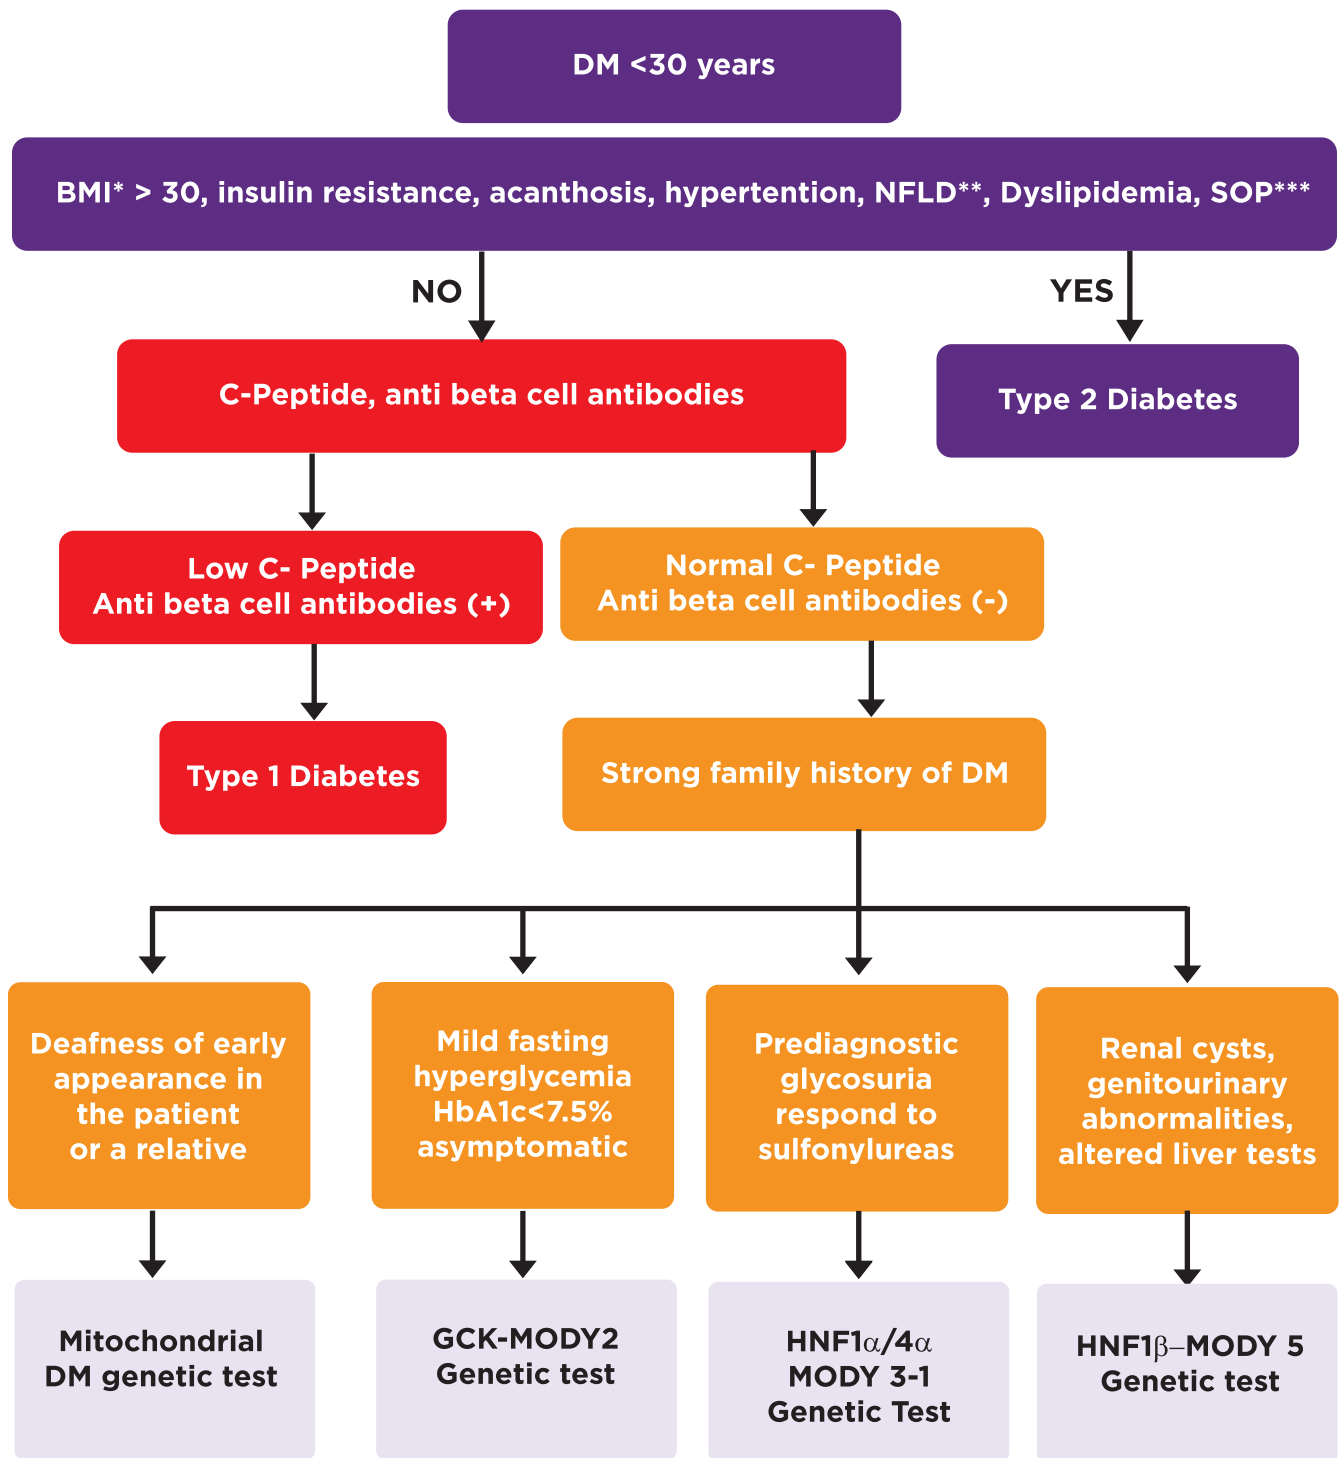 DM <30 years
BMI* > 30, insulin resistance, acanthosis, hypertention, NFLD**, Dyslipidemia, SOP***
NO
YES
C-Peptide, anti beta cell antibodies
Type 2 Diabetes
Low C- Peptide
Anti beta cell antibodies (+)
Normal C- Peptide
Anti beta cell antibodies (-)
Type 1 Diabetes
Strong family history of DM
Deafness of early
appearance in
the patient
or a relative
Mild fasting
hyperglycemia
HbA1c<7.5%
asymptomatic
Prediagnostic
glycosuria
respond to
sulfonylureas
Renal cysts,
genitourinary
abnormalities,
altered liver tests
Mitochondrial
DM genetic test
GCK-MODY2
Genetic test
HNF1α/4α
MODY 3-1
Genetic Test
HNF1β–MODY 5
Genetic test